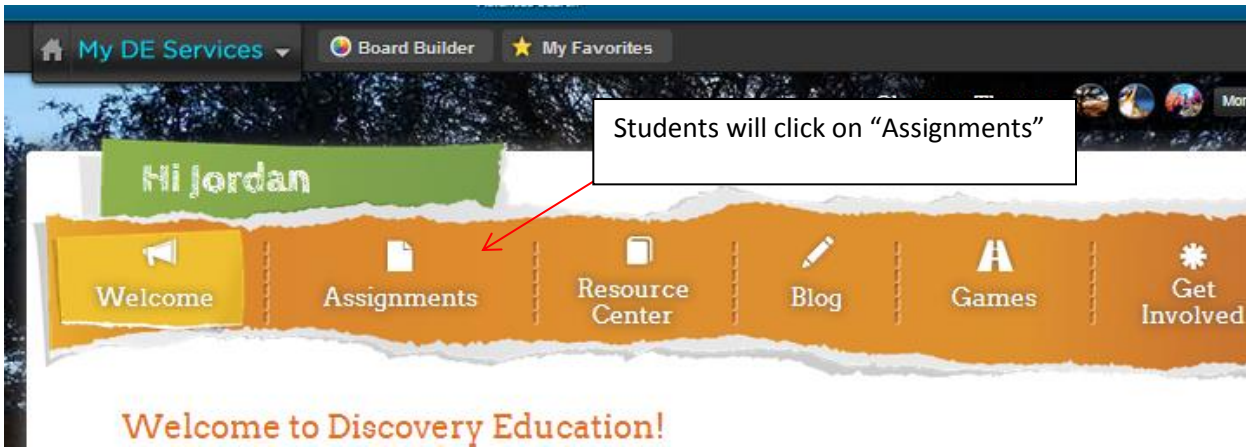 My DE Services
Board Builder
My Favorites
Students will click on “Assignments”
Hi Jordan
Welcome
Assignments
Resource
Center
Blog
Games
Get
Involved
Welcome to Discovery Education!